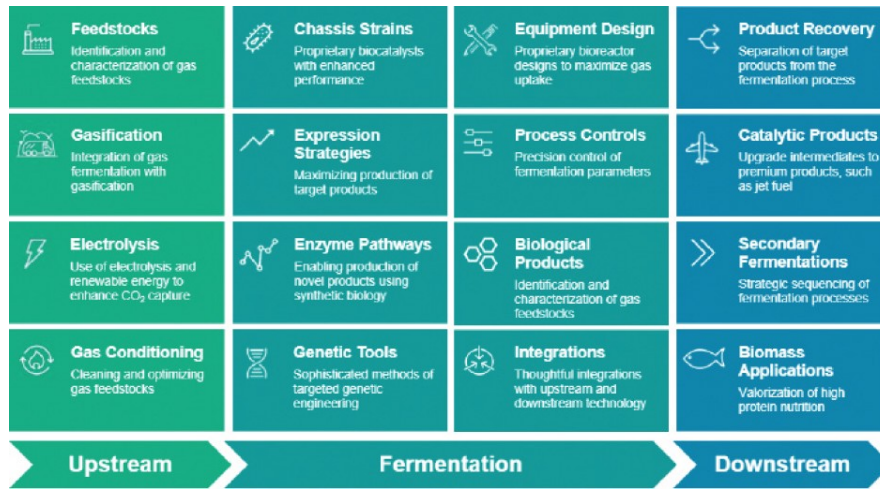 Feedstocks
Identification and
characterization of gas
feedstocks
Chassis Strains
Proprietary biocatalysts
with enhanced
performance
Equipment Design
Proprietary bioreactor
designs to maximize gas
uptake
Product Recovery
Separation of target
products from the
fermentation process
Gasification
Integration of gas
fermentation with
gasification
Expression
Strategies
Maximizing production of
target products
Process Controls
Precision control of
fermentation parameters
Catalytic Products
Upgrade intermediates to
premium products, such
as jet fuel
Electrolysis
Use of electrolysis and
renewable energy to
enhance CO₂ capture
Enzyme Pathways
Enabling production of
novel products using
synthetic biology
Biological
Products
Identification and
characterization of gas
feedstocks
Secondary
Fermentations
Strategic sequencing of
fermentation processes
Gas Conditioning
Cleaning and optimizing
gas feedstocks
Genetic Tools
Sophisticated methods of
targeted genetic
engineering
Integrations
Thoughtful integrations
with upstream and
downstream technology
Biomass
Applications
Valorization of high
protein nutrition
Upstream
Fermentation
Downstream